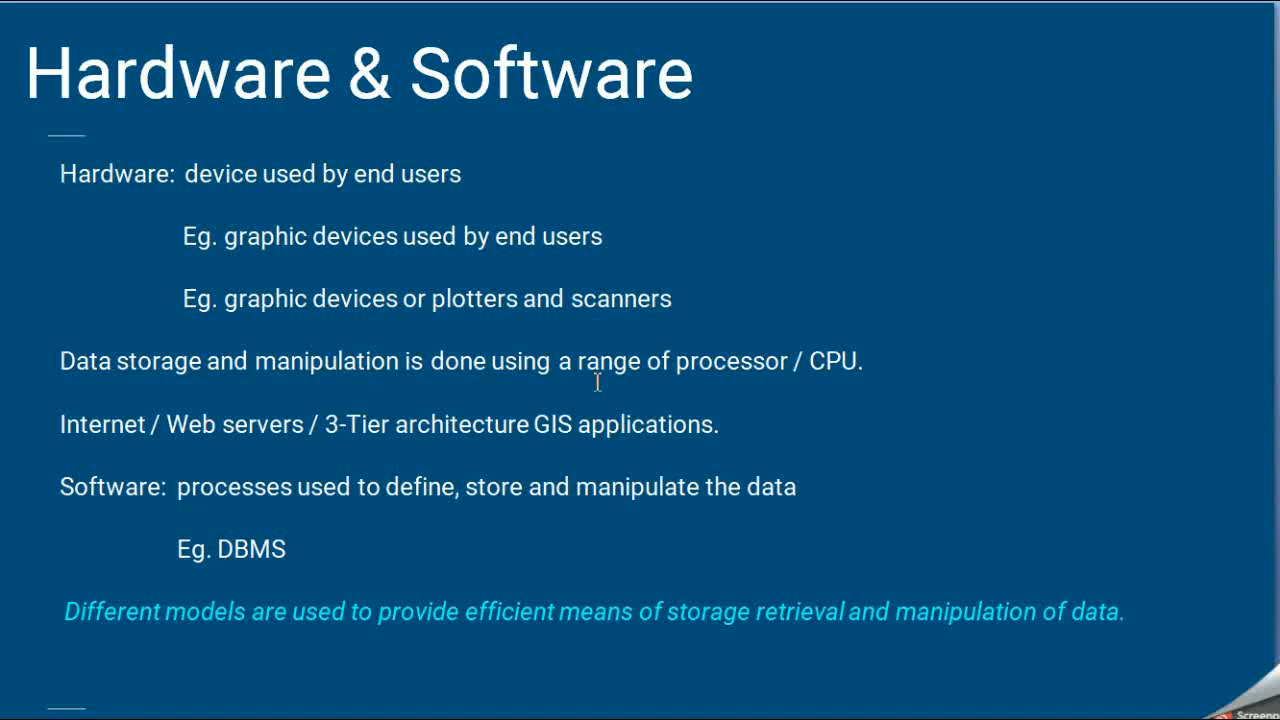 Hardware & Software
Hardware: device used by end users
Eg. graphic devices used by end users
Eg. graphic devices or plotters and scanners
Data storage and manipulation is done using a range of processor / CPU.
Internet / Web servers / 3-Tier architecture GIS applications.
Software: processes used to define, store and manipulate the data
Eg. DBMS
Different models are used to provide efficient means of storage retrieval and manipulation of data.